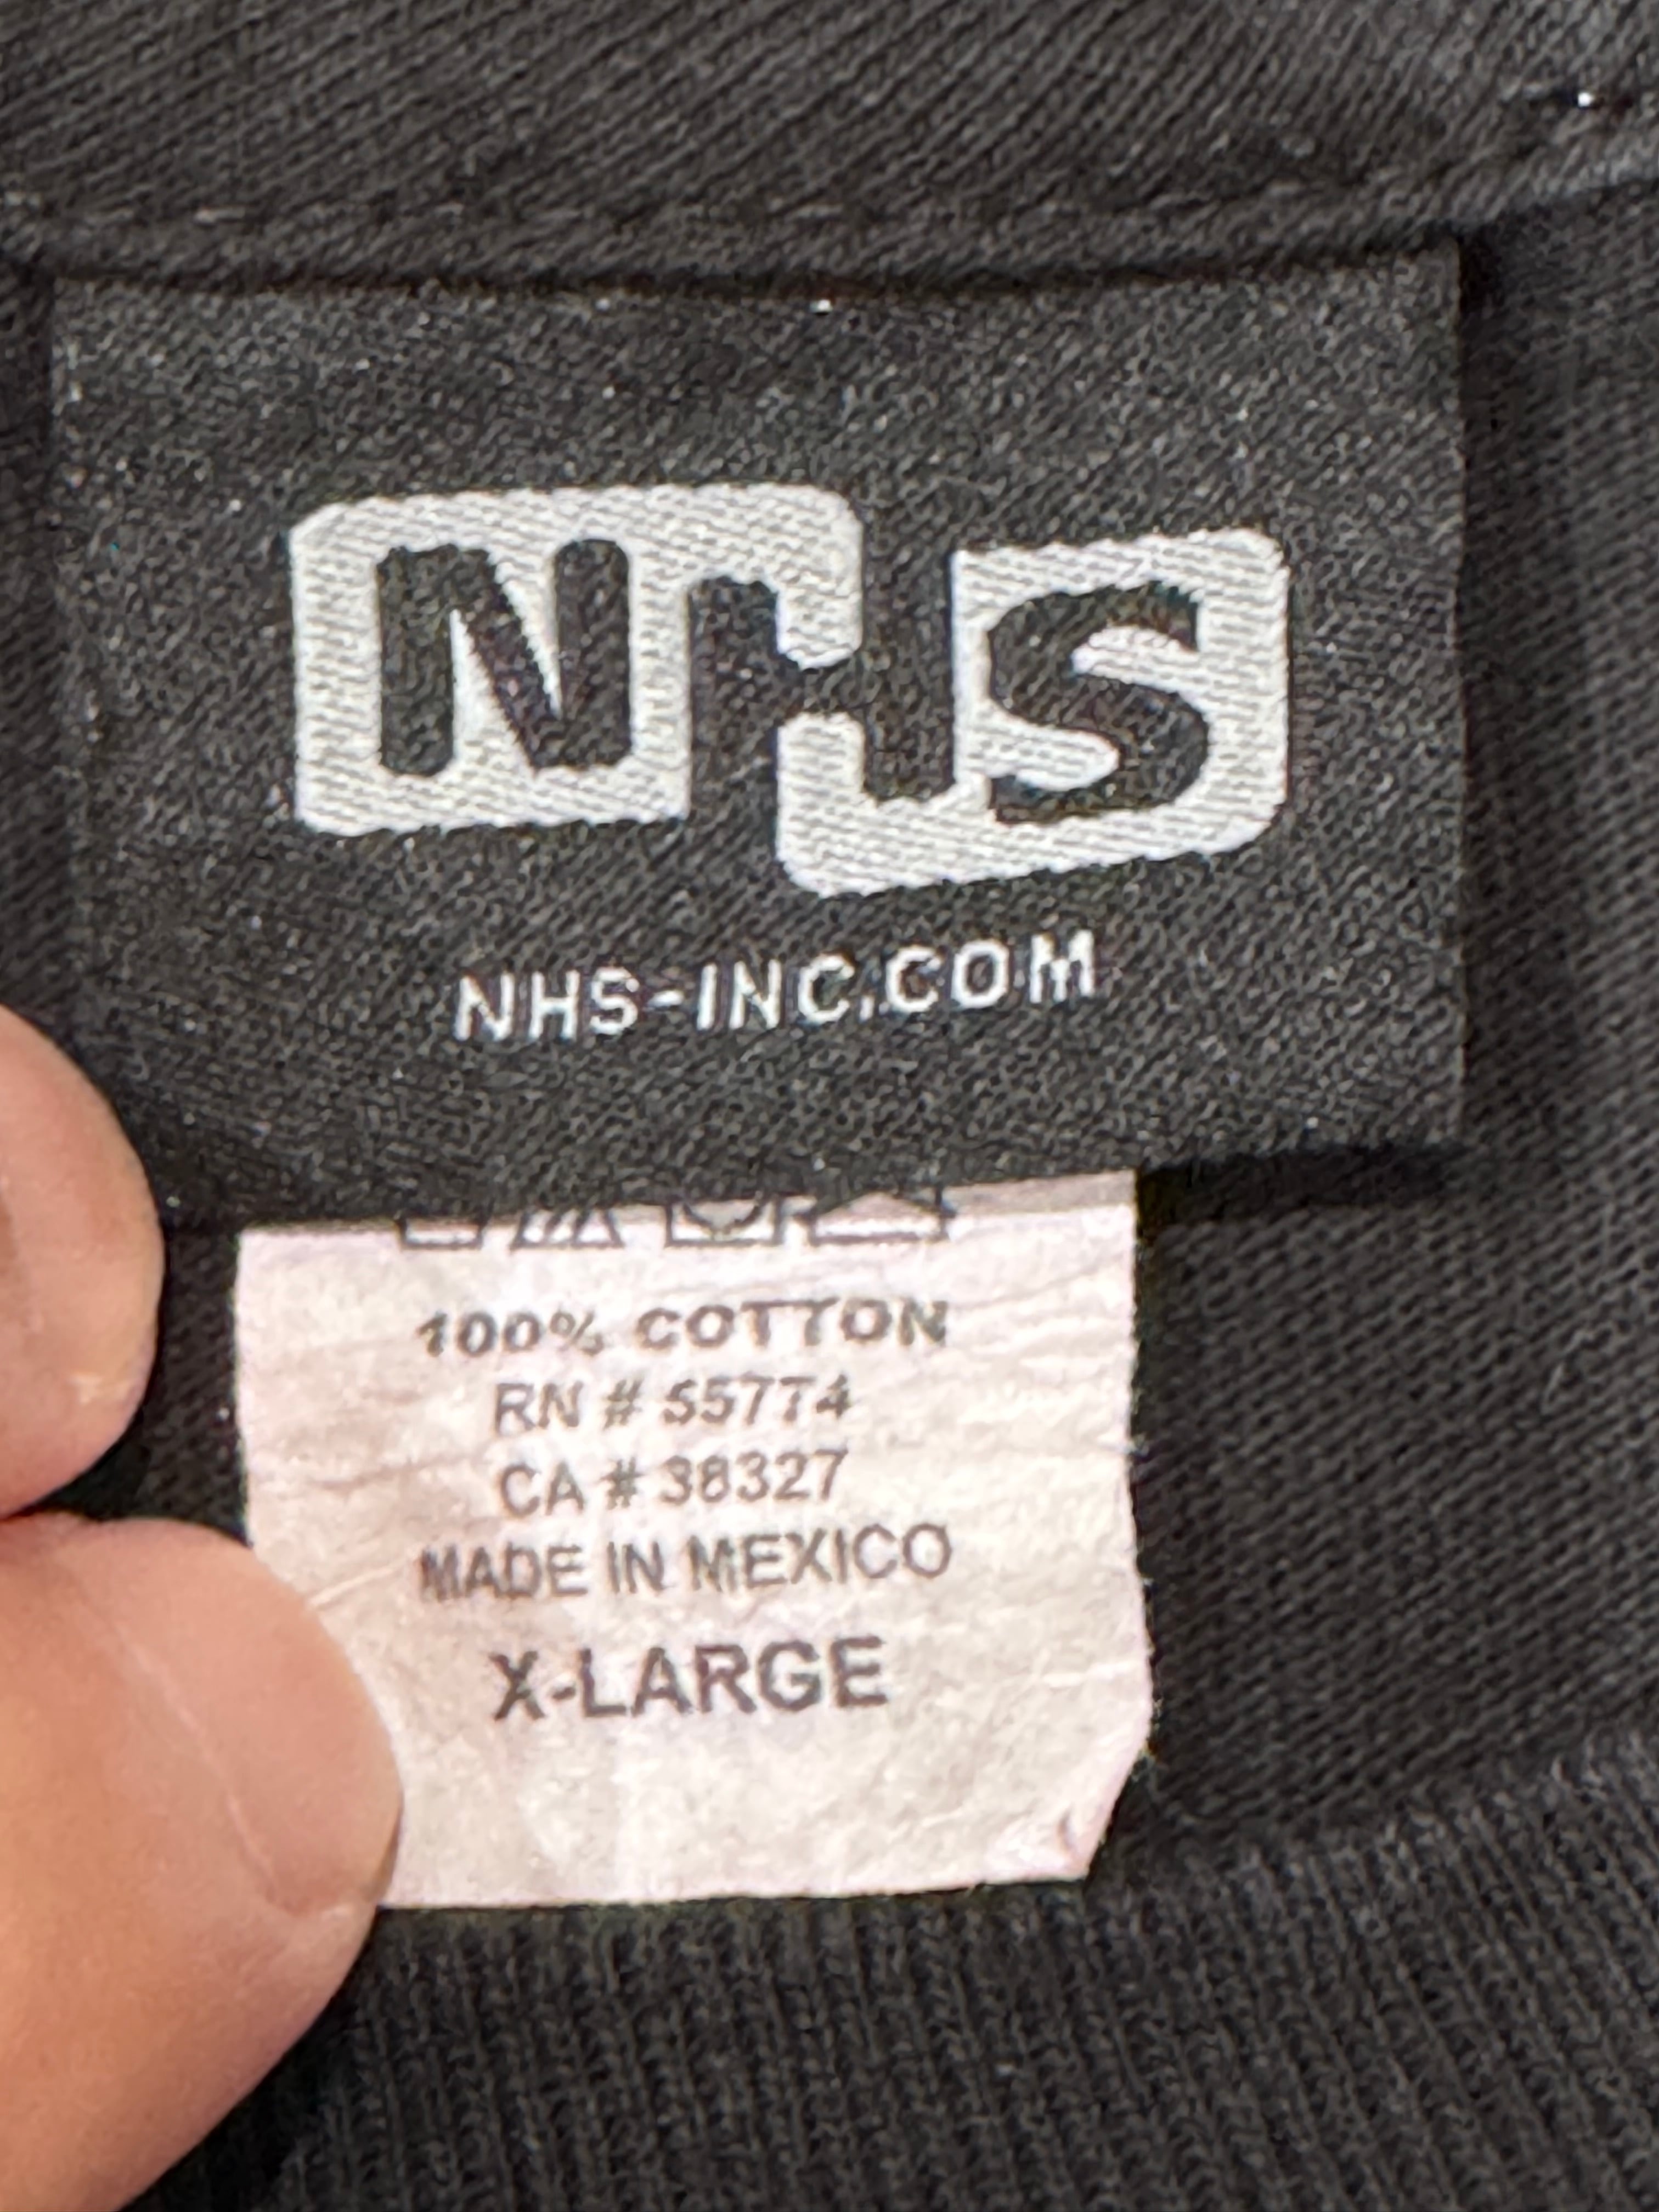 NHS
NHS-INC.COM
100% COTTON
RN # 55774
CA # 38327
MADE IN MEXICO
X-LARGE